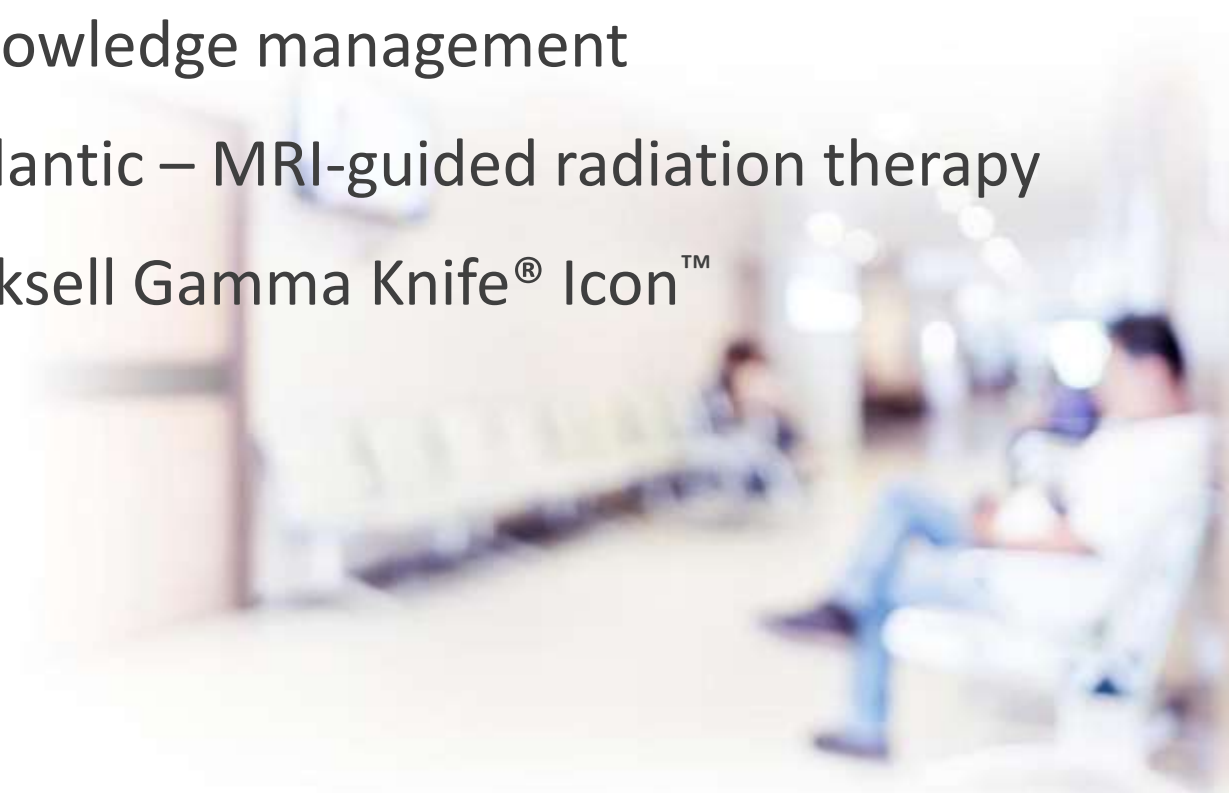 owledge management
lantic – MRI-guided radiation therapy
ksell Gamma Knife® Icon™